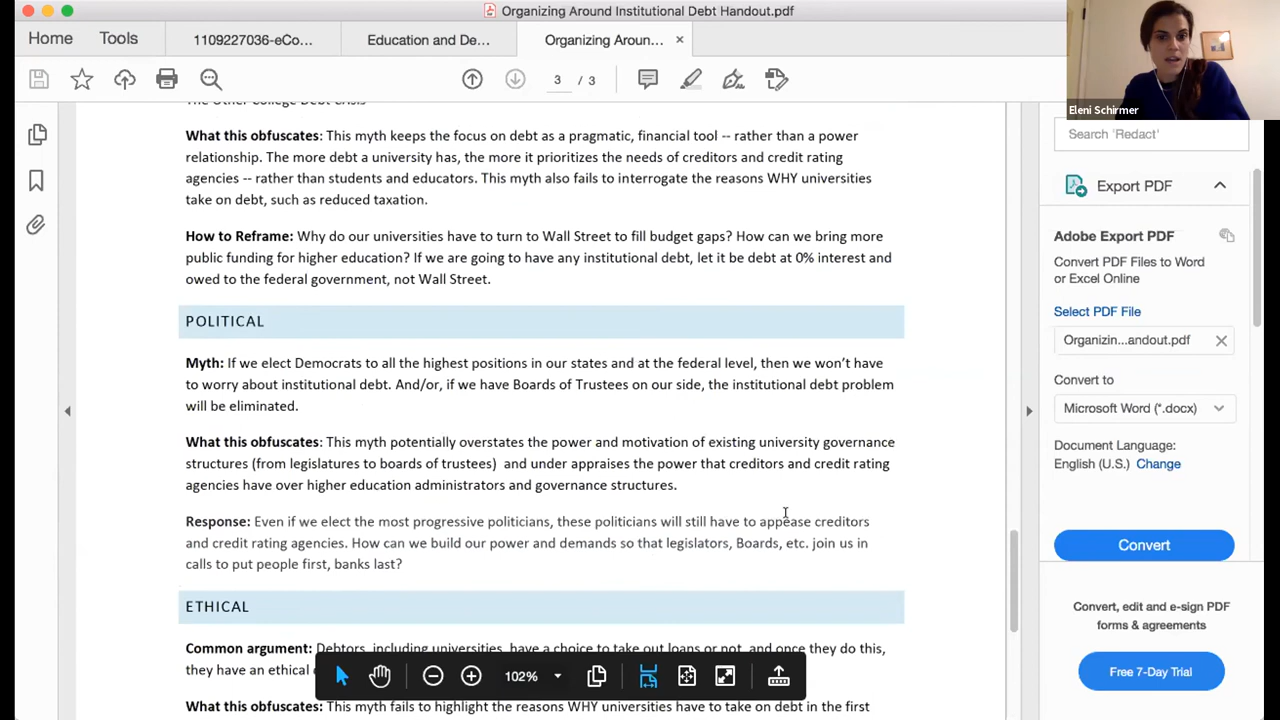 Organizing Around Institutional Debt Handout.pdf
Home
Tools
1109227036-eCo...
Education and De...
Organizing Aroun...
3 / 3
Eleni Schirmer
The Other College Debt Crisis
What this obfuscates: This myth keeps the focus on debt as a pragmatic, financial tool -- rather than a power
relationship. The more debt a university has, the more it prioritizes the needs of creditors and credit rating
agencies -- rather than students and educators. This myth also fails to interrogate the reasons WHY universities
take on debt, such as reduced taxation.
How to Reframe: Why do our universities have to turn to Wall Street to fill budget gaps? How can we bring more
public funding for higher education? If we are going to have any institutional debt, let it be debt at 0% interest and
owed to the federal government, not Wall Street.
POLITICAL
Myth: If we elect Democrats to all the highest positions in our states and at the federal level, then we won't have
to worry about institutional debt. And/or, if we have Boards of Trustees on our side, the institutional debt problem
will be eliminated.
What this obfuscates: This myth potentially overstates the power and motivation of existing university governance
structures (from legislatures to boards of trustees) and under appraises the power that creditors and credit rating
agencies have over higher education administrators and governance structures.
Response: Even if we elect the most progressive politicians, these politicians will still have to appease creditors
and credit rating agencies. How can we build our power and demands so that legislators, Boards, etc. join us in
calls to put people first, banks last?
ETHICAL
Common argument: Debtors, including universities, have a choice to take out loans or not, and once they do this,
they have an ethical
What this obfuscates: This myth fails to highlight the reasons WHY universities have to take on debt in the first
102%
Search 'Redact'
Export PDF
Adobe Export PDF
Convert PDF Files to Word
or Excel Online
Select PDF File
Organizin...andout.pdf
Convert to
Microsoft Word (*.docx)
Document Language:
English (U.S.) Change
Convert
Convert, edit and e-sign PDF
forms & agreements
Free 7-Day Trial